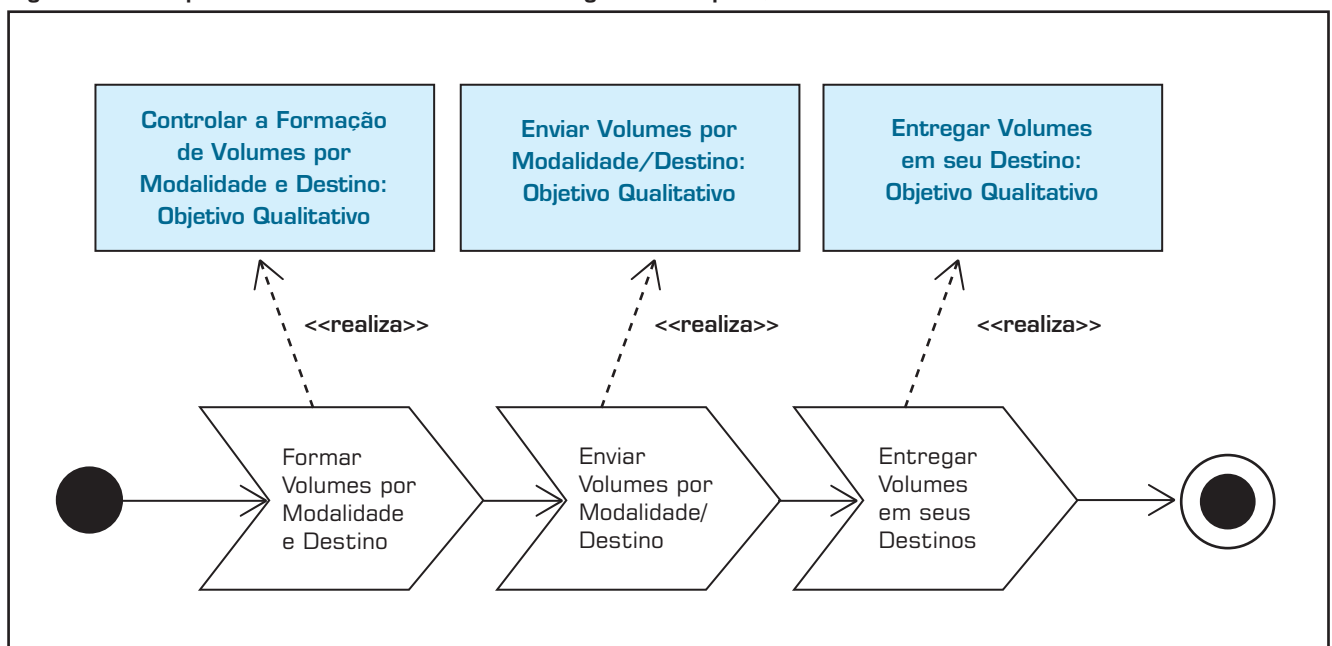 Controlar a Formação
de Volumes por
Modalidade e Destino:
Objetivo Qualitativo
Enviar Volumes por
Modalidade/Destino:
Objetivo Qualitativo
Entregar Volumes
em seu Destino:
Objetivo Qualitativo
<<realiza>>
<<realiza>>
<<realiza>>
Formar
Volumes por
Modalidade
e Destino
Enviar
Volumes por
Modalidade/
Destino
Entregar
Volumes
em seus
Destinos